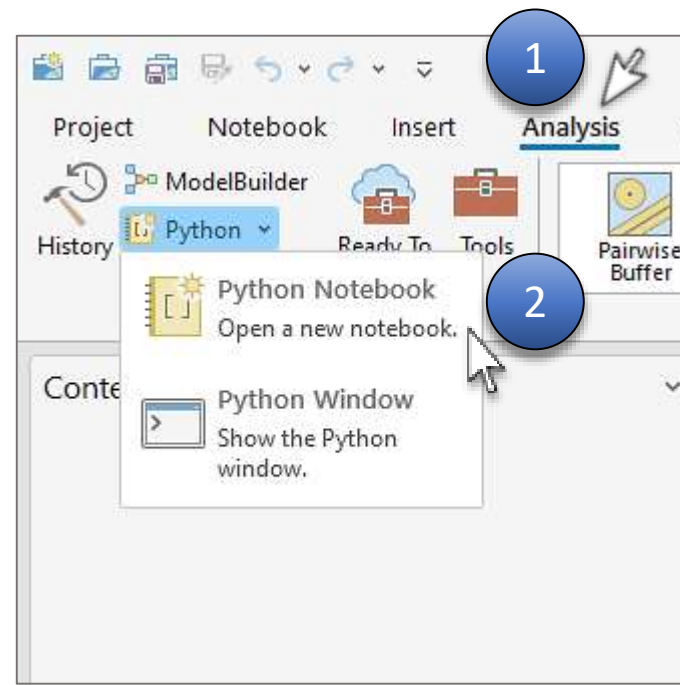 1
Project Notebook Insert Analysis
ModelBuilder
Python
History Ready To Tools
Pairwise
Buffer
Python Notebook
Open a new notebook.
2
Conte
Python Window
Show the Python
window.